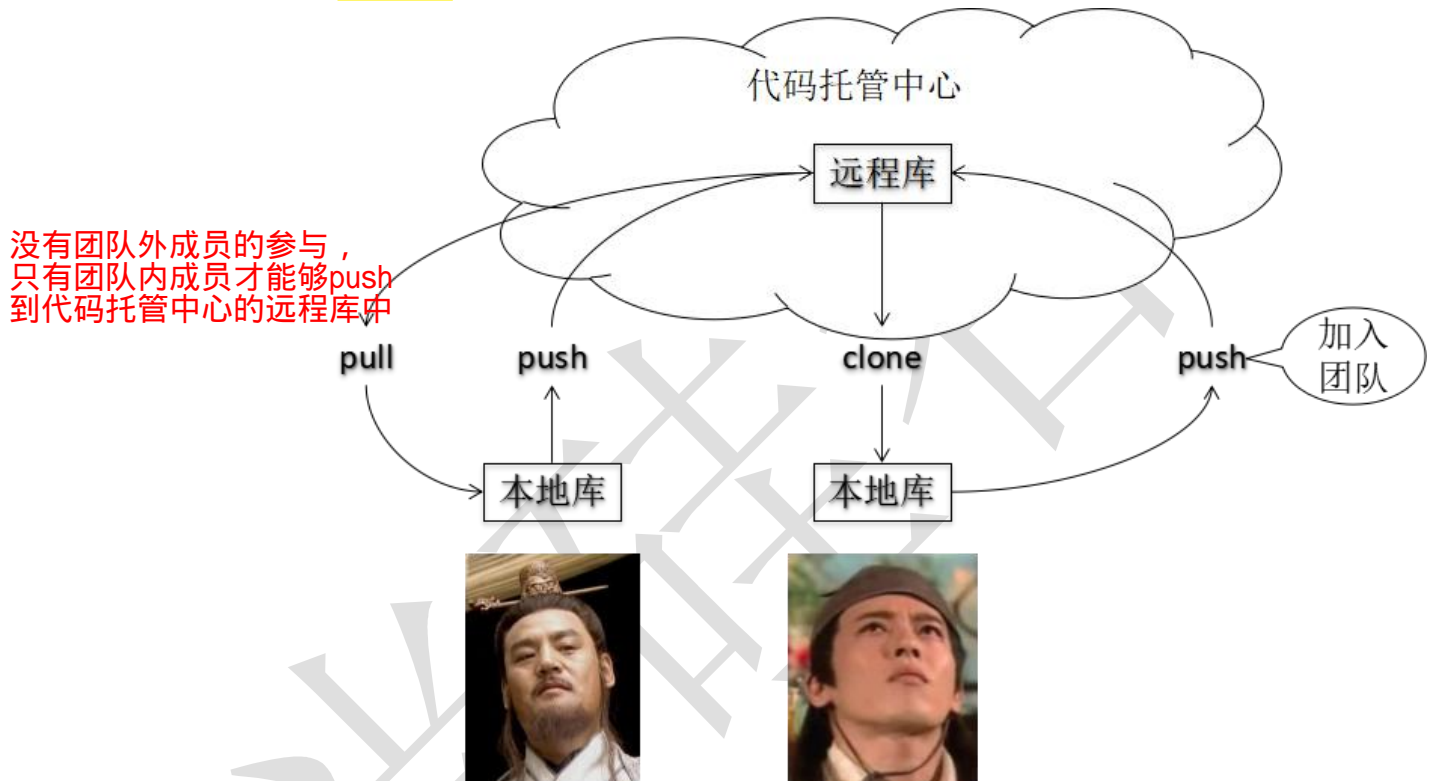 代码托管中心
远程库
没有团队外成员的参与，
只有团队内成员才能够push
到代码托管中心的远程库中
pull
push
clone
push
加入
团队
本地库
本地库